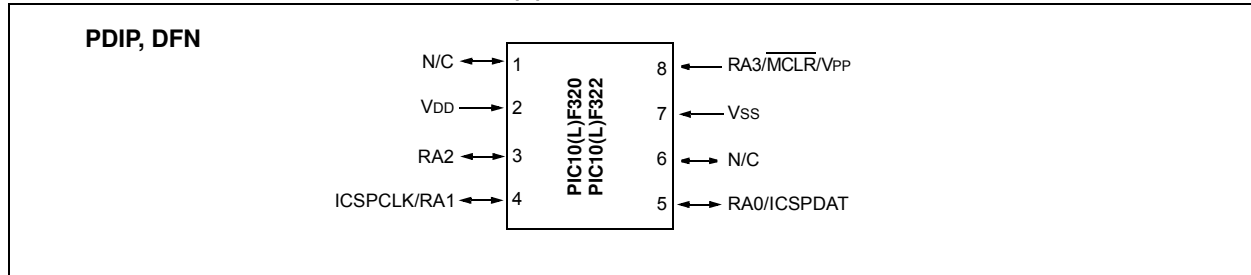 PDIP, DFN
N/C 1
VDD 2
RA2 3
ICSPCLK/RA1 4
PIC10(L)F320
PIC10(L)F322
8 RA3/MCLR/VPP
7 VSS
6 N/C
5 RA0/ICSPDAT